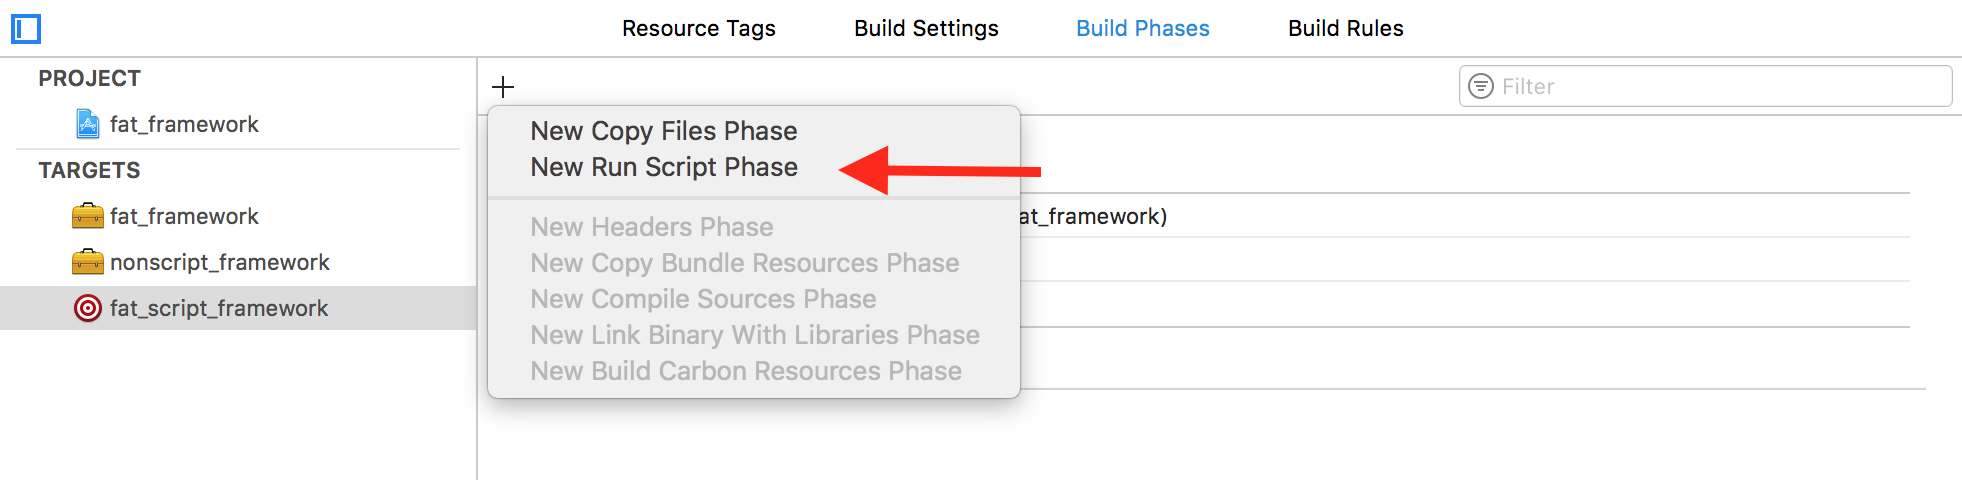 Resource Tags Build Settings Build Phases Build Rules
PROJECT
fat_framework
TARGETS
fat_framework
nonscript_framework
fat_script_framework
Filter
New Copy Files Phase
New Run Script Phase
New Headers Phase
New Copy Bundle Resources Phase
New Compile Sources Phase
New Link Binary With Libraries Phase
New Build Carbon Resources Phase
at_framework)